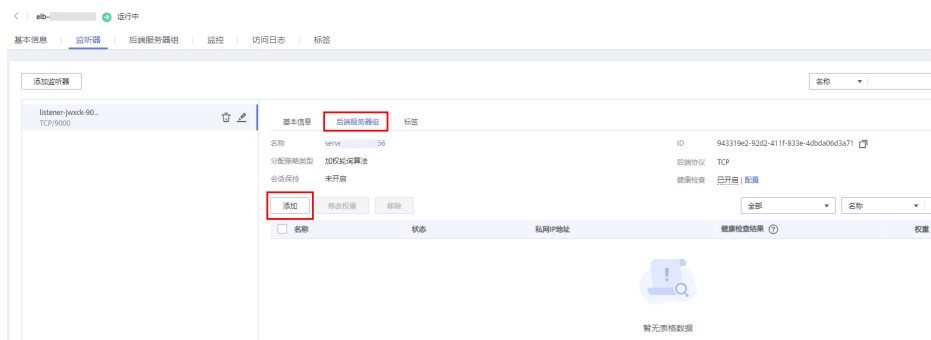 elb- 运行中
基本信息 监听器 后端服务器组 监控 访问日志 标签
添加监听器 名称
listener-jwxck-90...
TCP/9000
基本信息 后端服务器组 标签
名称 serve 56 ID 943319e2-92d2-411f-833e-4dbda06d3a71
分配策略类型 加权轮询算法 后端协议 TCP
会话保持 未开启 健康检查 已开启 | 配置
添加 修改权重 移除 全部 名称
名称 状态 私网IP地址 健康检查结果 ? 权重
暂无表格数据